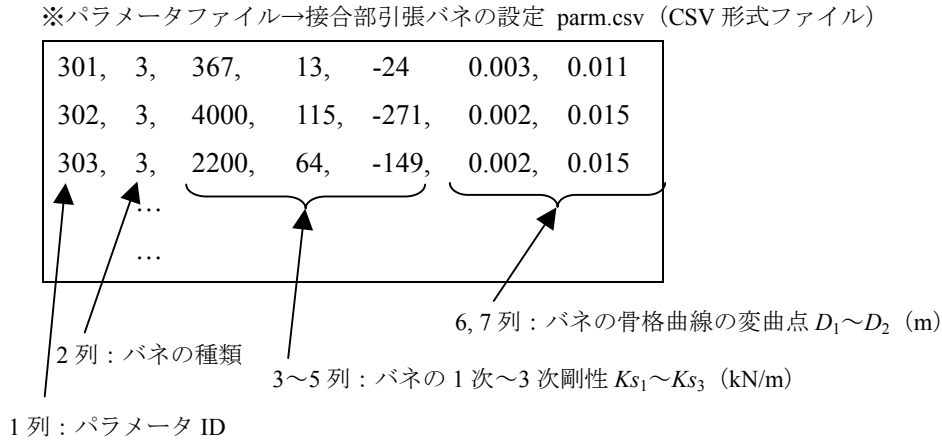 ※パラメータファイル→接合部引張バネの設定 parm.csv（CSV 形式ファイル）
301, 3, 367, 13, -24 0.003, 0.011
302, 3, 4000, 115, -271, 0.002, 0.015
303, 3, 2200, 64, -149, 0.002, 0.015
…
…
6, 7 列：バネの骨格曲線の変曲点 D₁～D₂（m）
2 列：バネの種類
3～5 列：バネの 1 次～3 次剛性 Ks₁～Ks₃（kN/m）
1 列：パラメータ ID